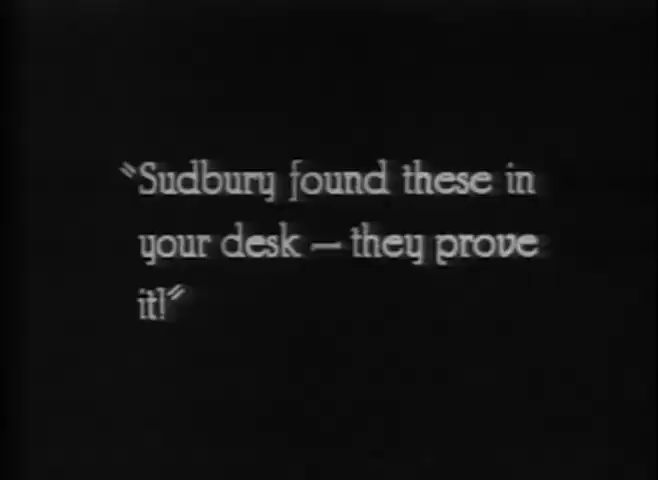 "Sudbury found these in
your desk — they prove
it!"